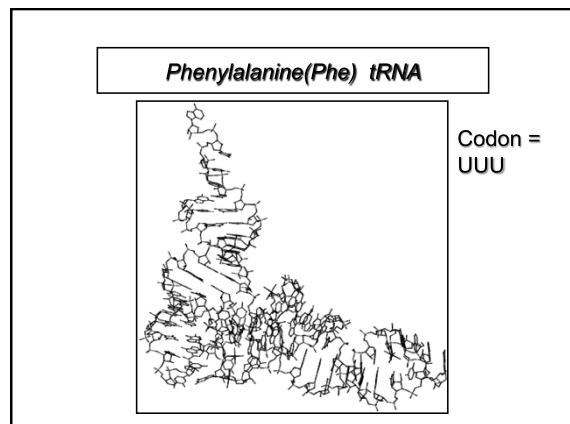 Phenylalanine(Phe) tRNA
Codon =
UUU